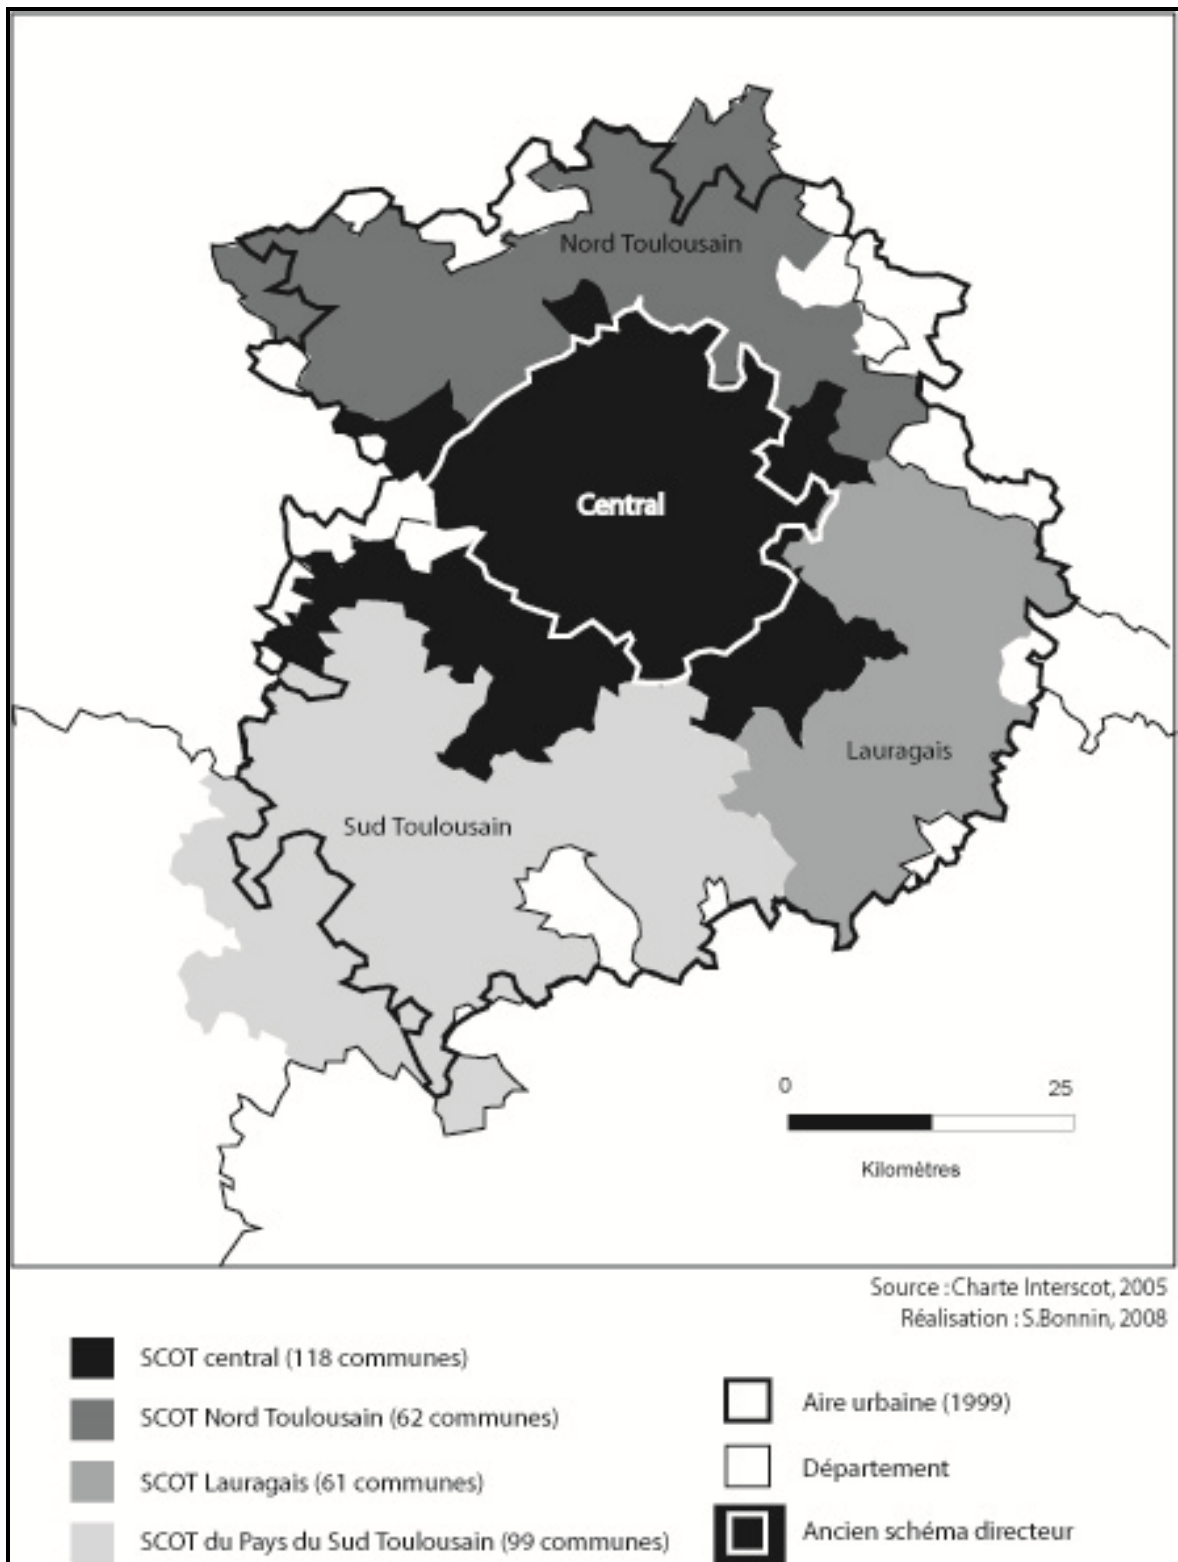 Nord Toulousain
Central
Lauragais
Sud Toulousain
0 25
Kilomètres
Source : Charte Interscot, 2005
Réalisation : S.Bonnin, 2008
SCOT central (118 communes)
SCOT Nord Toulousain (62 communes)
SCOT Lauragais (61 communes)
SCOT du Pays du Sud Toulousain (99 communes)
Aire urbaine (1999)
Département
Ancien schéma directeur